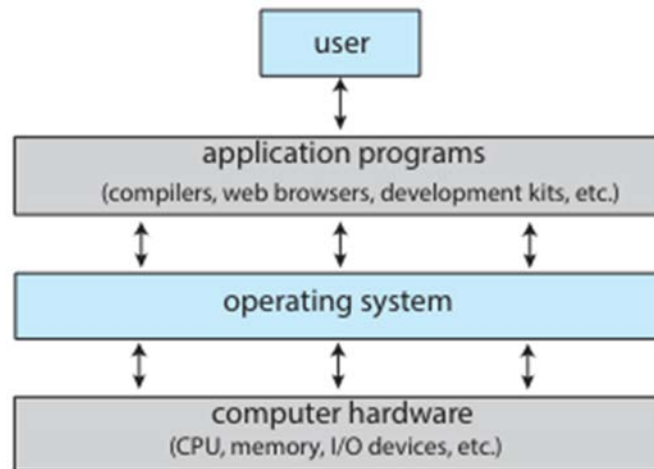 user
application programs
(compilers, web browsers, development kits, etc.)
operating system
computer hardware
(CPU, memory, I/O devices, etc.)